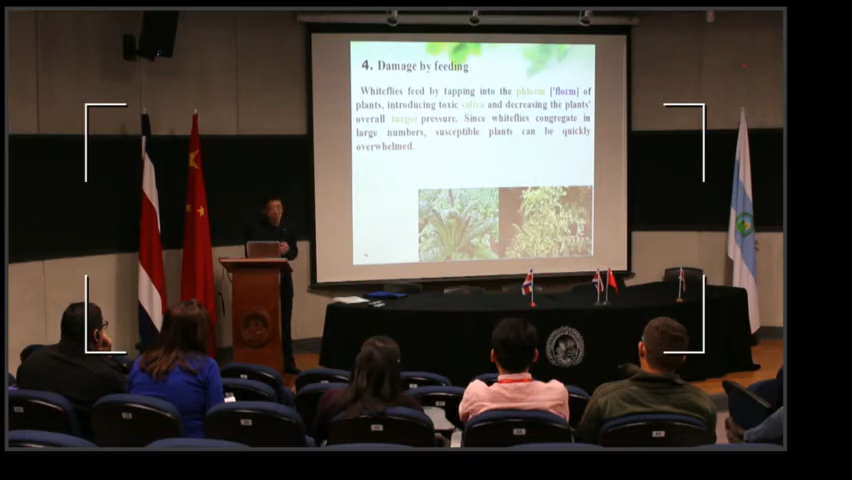 4. Damage by feeding
Whiteflies feed by tapping into the phloem ['floem] of
plants, introducing toxic saliva and decreasing the plants'
overall turgor pressure. Since whiteflies congregate in
large numbers, susceptible plants can be quickly
overwhelmed.